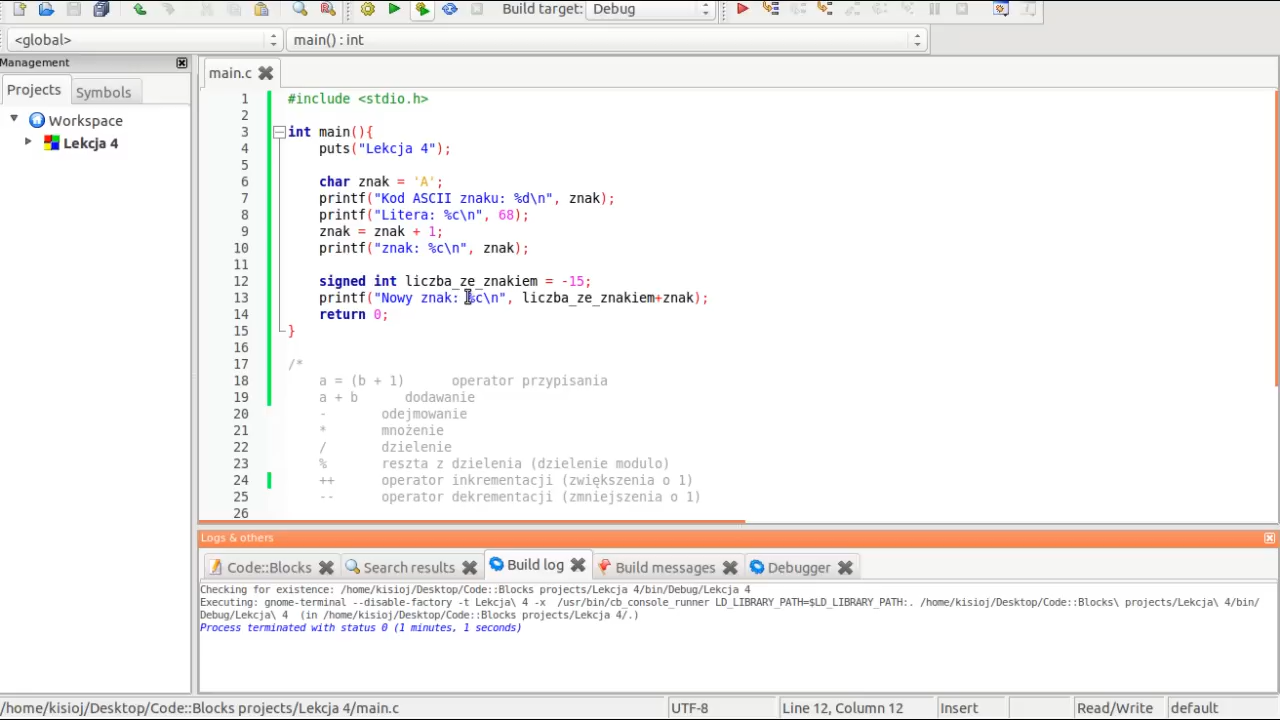 Build target: Debug
<global> main() : int
Management
Projects Symbols
Workspace
Lekcja 4
main.c
1 #include <stdio.h>
2
3 int main(){
4 puts("Lekcja 4");
5
6 char znak = 'A';
7 printf("Kod ASCII znaku: %d\n", znak);
8 printf("Litera: %c\n", 68);
9 znak = znak + 1;
10 printf("znak: %c\n", znak);
11
12 signed int liczba_ze_znakiem = -15;
13 printf("Nowy znak: %c\n", liczba_ze_znakiem+znak);
14 return 0;
15 }
16
17 /*
18 a = (b + 1) operator przypisania
19 a + b dodawanie
20 - odejmowanie
21 * mnożenie
22 / dzielenie
23 % reszta z dzielenia (dzielenie modulo)
24 ++ operator inkrementacji (zwiększenia o 1)
25 -- operator dekrementacji (zmniejszenia o 1)
26
Logs & others
Code::Blocks Search results Build log Build messages Debugger
Checking for existence: /home/kisioj/Desktop/Code::Blocks projects/Lekcja 4/bin/Debug/Lekcja 4
Executing: gnome-terminal --disable-factory -t Lekcja\ 4 -x /usr/bin/cb_console_runner LD_LIBRARY_PATH=$LD_LIBRARY_PATH:. /home/kisioj/Desktop/Code::Blocks\ projects/Lekcja\ 4/bin/
Debug/Lekcja\ 4 (in /home/kisioj/Desktop/Code::Blocks projects/Lekcja 4/.)
Process terminated with status 0 (1 minutes, 1 seconds)
/home/kisioj/Desktop/Code::Blocks projects/Lekcja 4/main.c UTF-8 Line 12, Column 12 Insert Read/Write default